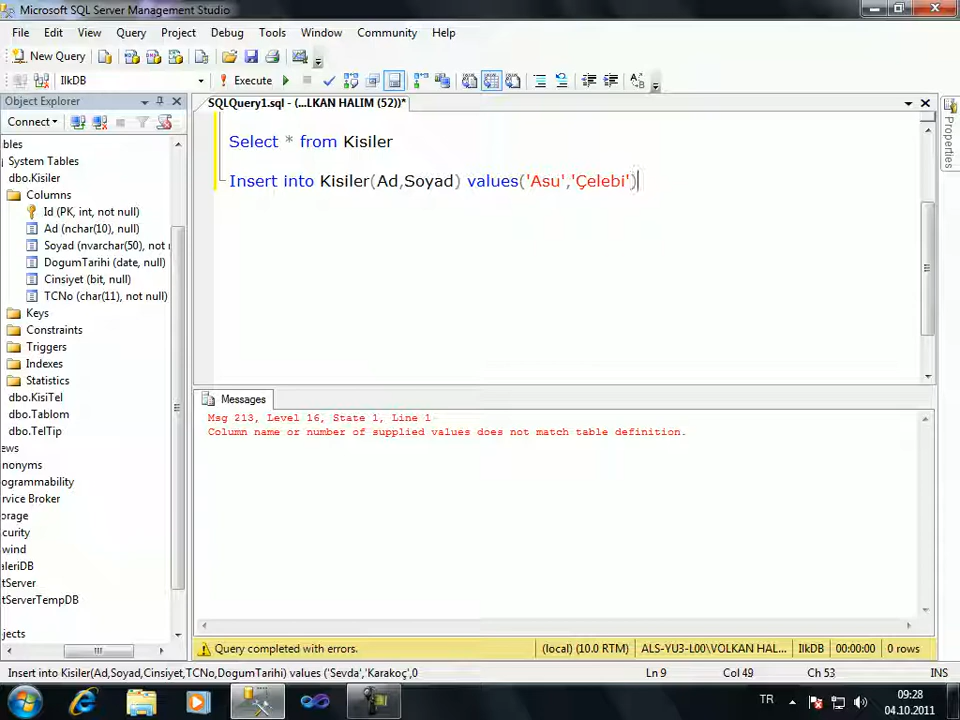 Microsoft SQL Server Management Studio
File Edit View Query Project Debug Tools Window Community Help
New Query
IlkDB Execute
Object Explorer
SQLQuery1.sql - (...LKAN HALIM (52))*
Connect
Properties
bles
System Tables
dbo.Kisiler
Columns
Id (PK, int, not null)
Ad (nchar(10), null)
Soyad (nvarchar(50), not r
DogumTarihi (date, null)
Cinsiyet (bit, null)
TCNo (char(11), not null)
Keys
Constraints
Triggers
Indexes
Statistics
dbo.KisiTel
dbo.Tablom
dbo.TelTip
ews
nonyms
ogrammability
rvice Broker
orage
curity
wind
aleriDB
tServer
tServerTempDB
jects
Select * from Kisiler
Insert into Kisiler(Ad,Soyad) values('Asu','Çelebi')
Messages
Msg 213, Level 16, State 1, Line 1
Column name or number of supplied values does not match table definition.
Query completed with errors. (local) (10.0 RTM) ALS-YU3-L00\VOLKAN HAL... IlkDB 00:00:00 0 rows
Insert into Kisiler(Ad,Soyad,Cinsiyet,TCNo,DogumTarihi) values ('Sevda','Karakoç',0 Ln 9 Col 49 Ch 53 INS
TR 09:28
04.10.2011